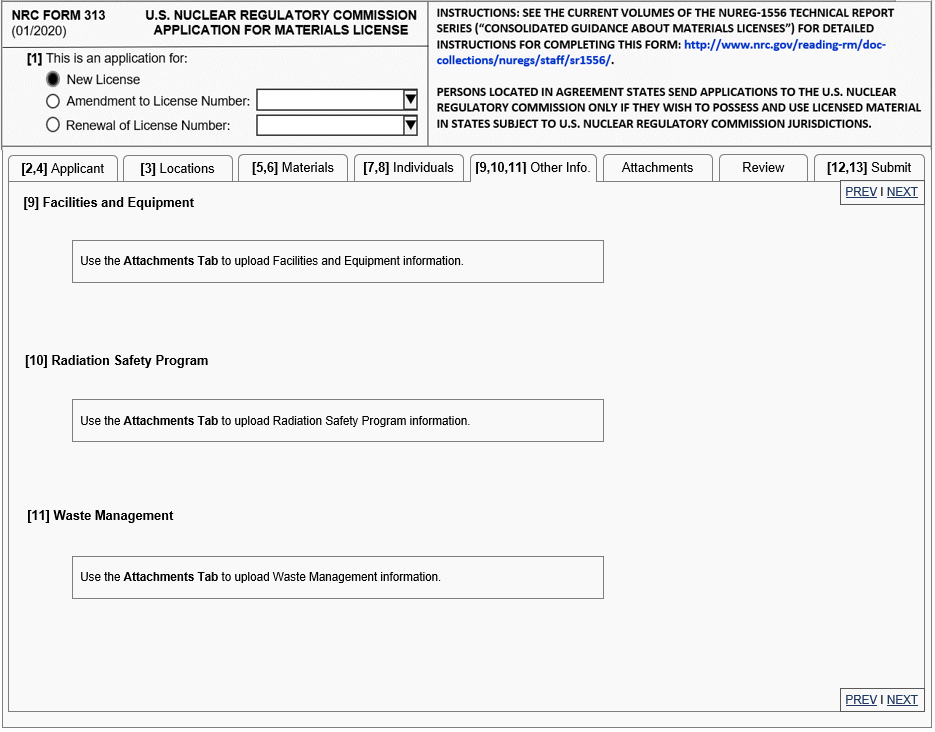 NRC FORM 313
(01/2020)
U.S. NUCLEAR REGULATORY COMMISSION
APPLICATION FOR MATERIALS LICENSE
[1] This is an application for:
New License
Amendment to License Number:
Renewal of License Number:
INSTRUCTIONS: SEE THE CURRENT VOLUMES OF THE NUREG-1556 TECHNICAL REPORT
SERIES ("CONSOLIDATED GUIDANCE ABOUT MATERIALS LICENSES") FOR DETAILED
INSTRUCTIONS FOR COMPLETING THIS FORM: http://www.nrc.gov/reading-rm/doc-
collections/nuregs/staff/sr1556/.
PERSONS LOCATED IN AGREEMENT STATES SEND APPLICATIONS TO THE U.S. NUCLEAR
REGULATORY COMMISSION ONLY IF THEY WISH TO POSSESS AND USE LICENSED MATERIAL
IN STATES SUBJECT TO U.S. NUCLEAR REGULATORY COMMISSION JURISDICTIONS.
[2,4] Applicant
[3] Locations
[5,6] Materials
[7,8] Individuals
[9,10,11] Other Info.
Attachments
Review
[12,13] Submit
PREV I NEXT
[9] Facilities and Equipment
Use the Attachments Tab to upload Facilities and Equipment information.
[10] Radiation Safety Program
Use the Attachments Tab to upload Radiation Safety Program information.
[11] Waste Management
Use the Attachments Tab to upload Waste Management information.
PREV I NEXT